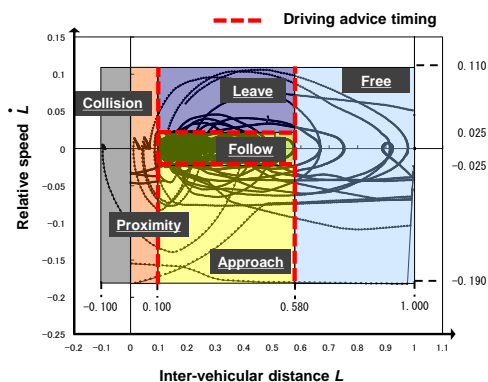 Driving advice timing
0.15
0.1
0.05
0
-0.05
-0.1
-0.15
-0.2
-0.25
Relative speed L̇
Collision
Leave
Free
Follow
Proximity
Approach
0.110
0.025
-0.025
-0.190
-0.100
0.100
0.580
1.000
-0.2 -0.1 0 0.1 0.2 0.3 0.4 0.5 0.6 0.7 0.8 0.9 1 1.1
Inter-vehicular distance L